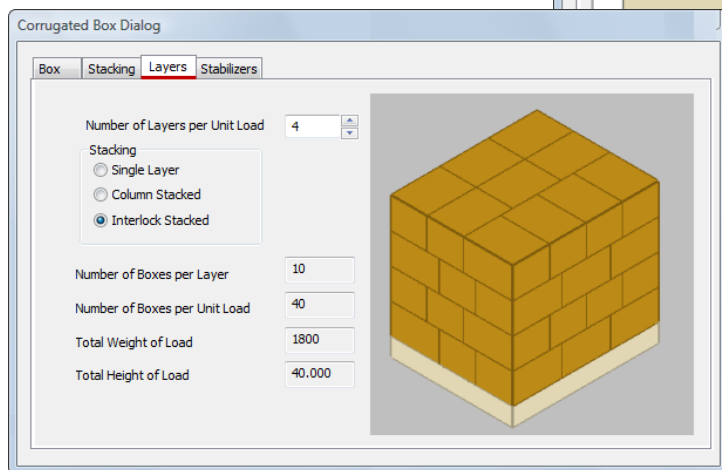 Corrugated Box Dialog
Box Stacking Layers Stabilizers
Number of Layers per Unit Load 4
Stacking
Single Layer
Column Stacked
Interlock Stacked
Number of Boxes per Layer 10
Number of Boxes per Unit Load 40
Total Weight of Load 1800
Total Height of Load 40.000